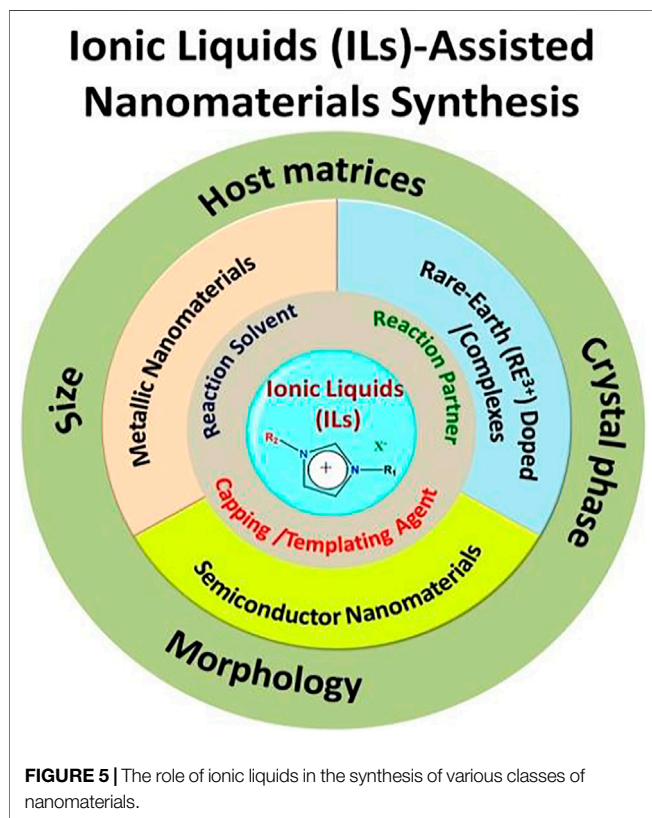 Ionic Liquids (ILs)-Assisted
Nanomaterials Synthesis
Host matrices
Size
Crystal phase
Morphology
Metallic Nanomaterials
Rare-Earth (RE³⁺) Doped
/Complexes
Semiconductor Nanomaterials
Reaction Solvent
Reaction Partner
Capping /Templating Agent
Ionic Liquids
(ILs)
R₂
N
+
N
R₁
X⁻
FIGURE 5 | The role of ionic liquids in the synthesis of various classes of
nanomaterials.